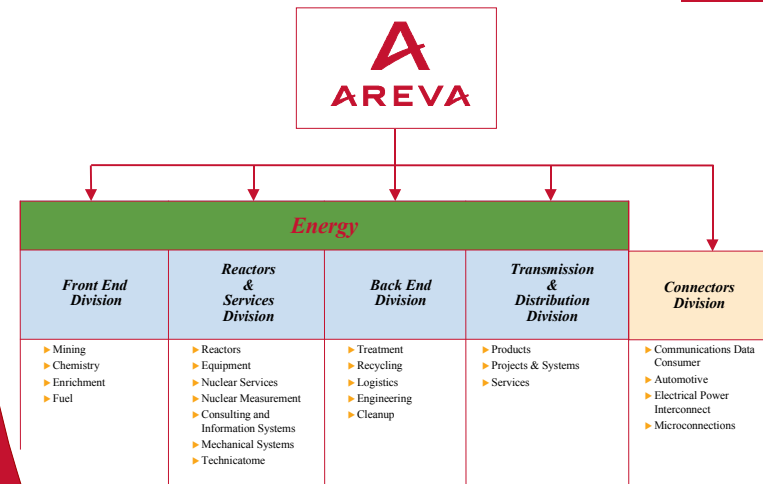 AREVA
Energy
Front End
Division
Reactors
&
Services
Division
Back End
Division
Transmission
&
Distribution
Division
Connectors
Division
Mining
Chemistry
Enrichment
Fuel
Reactors
Equipment
Nuclear Services
Nuclear Measurement
Consulting and
Information Systems
Mechanical Systems
Technicatome
Treatment
Recycling
Logistics
Engineering
Cleanup
Products
Projects & Systems
Services
Communications Data
Consumer
Automotive
Electrical Power
Interconnect
Microconnections